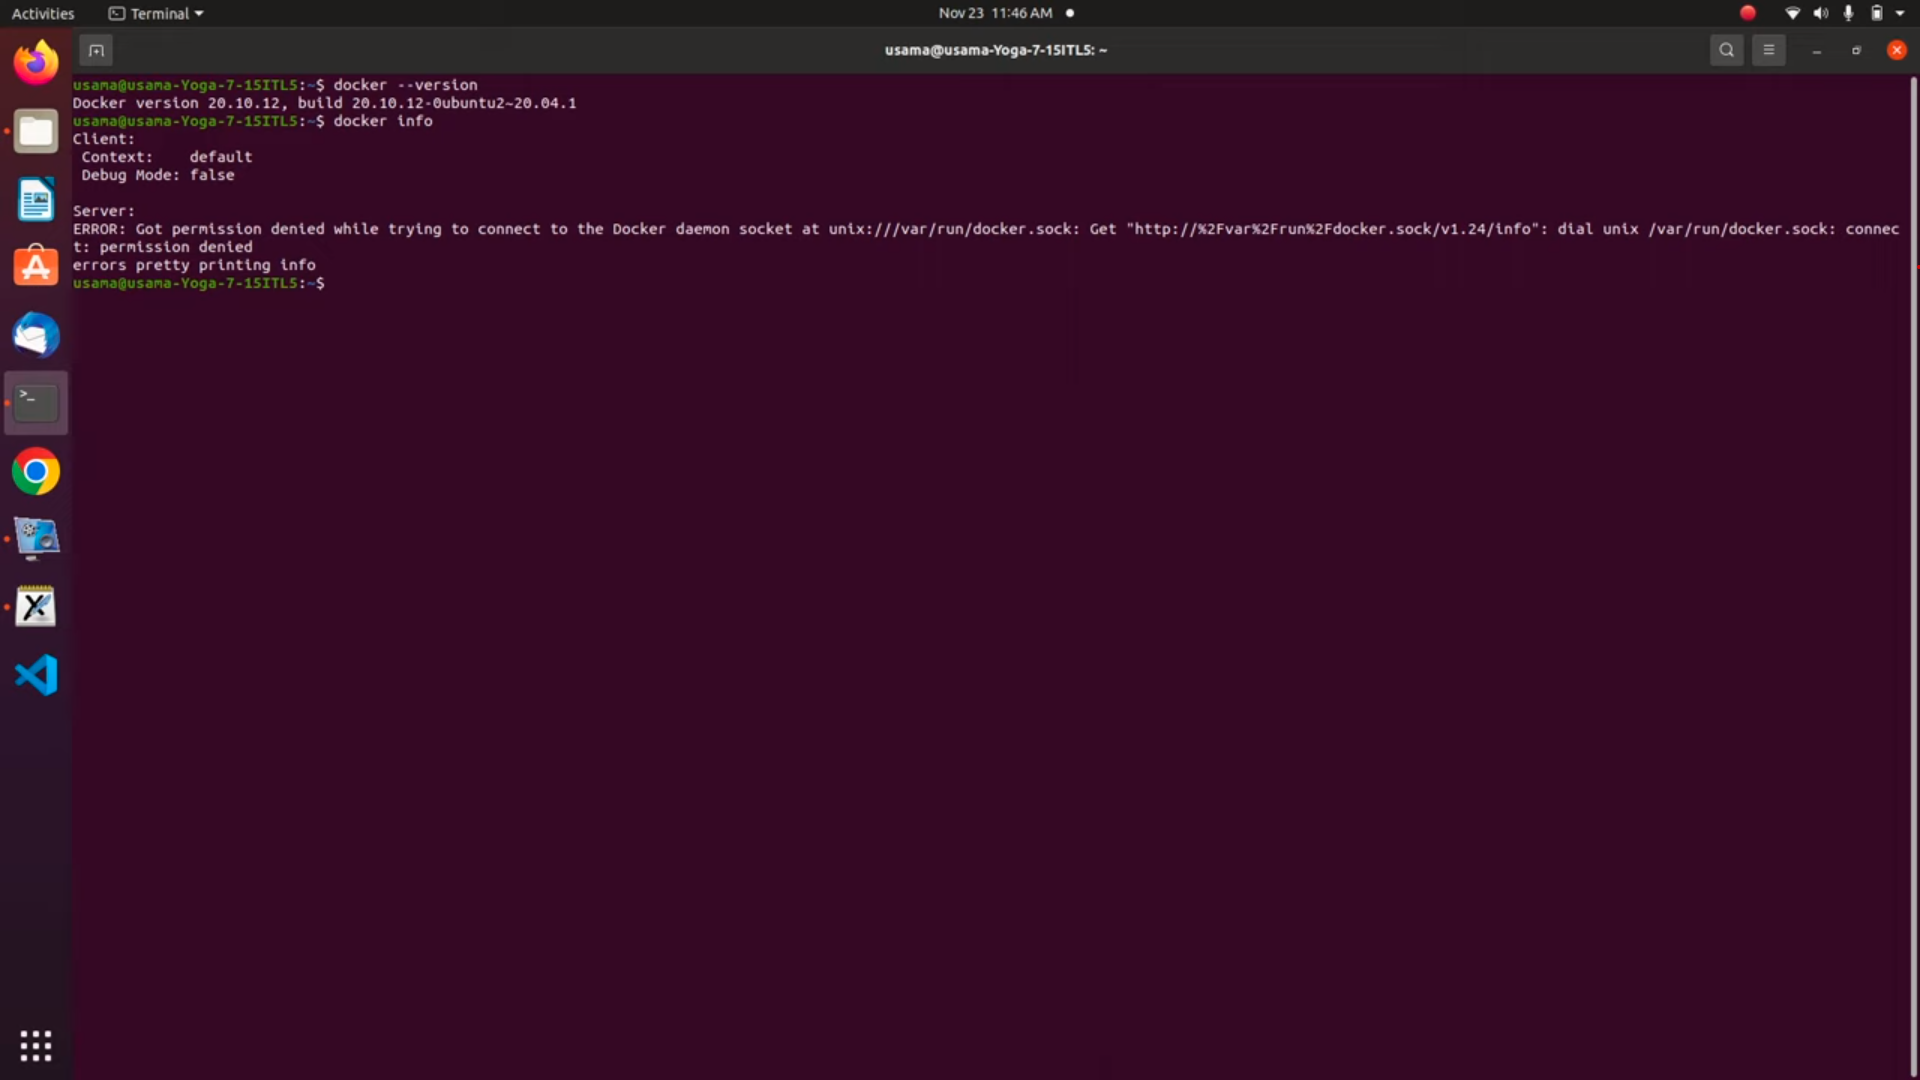 Activities
Terminal
Nov 23 11:46 AM
usama@usama-Yoga-7-15ITL5: ~
usama@usama-Yoga-7-15ITL5:~$ docker --version
Docker version 20.10.12, build 20.10.12-0ubuntu2~20.04.1
usama@usama-Yoga-7-15ITL5:~$ docker info
Client:
Context:    default
Debug Mode: false
Server:
ERROR: Got permission denied while trying to connect to the Docker daemon socket at unix:///var/run/docker.sock: Get "http://%2Fvar%2Frun%2Fdocker.sock/v1.24/info": dial unix /var/run/docker.sock: connec
t: permission denied
errors pretty printing info
usama@usama-Yoga-7-15ITL5:~$